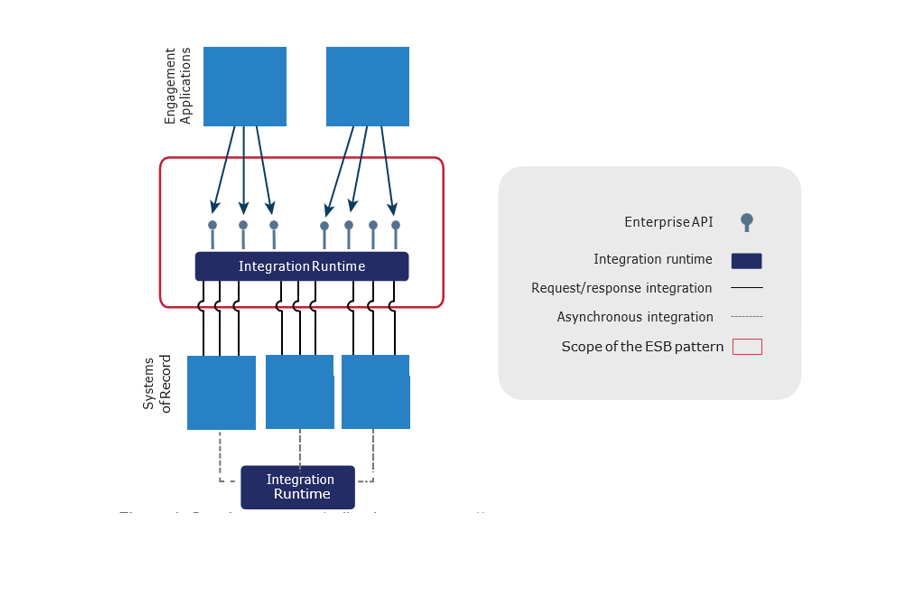 Engagement
Applications
Integration Runtime
Systems
of Record
Integration
Runtime
Enterprise API
Integration runtime
Request/response integration
Asynchronous integration
Scope of the ESB pattern